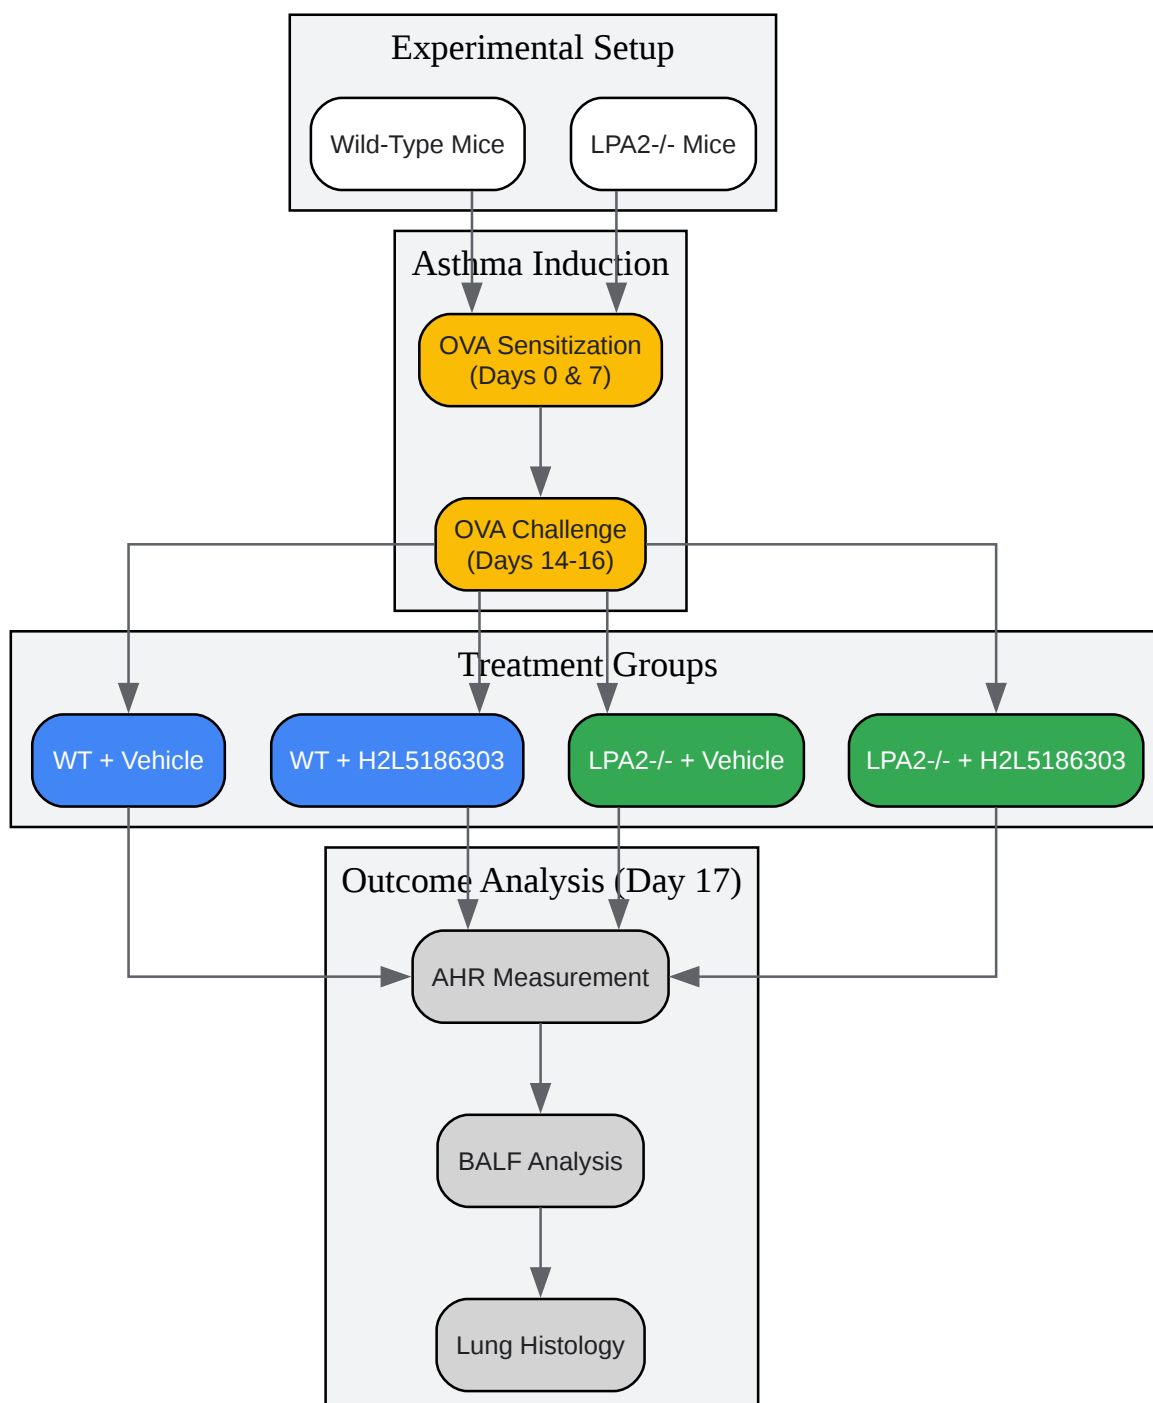 Experimental Setup
Wild-Type Mice
LPA2-/- Mice
Asthma Induction
OVA Sensitization
(Days 0 & 7)
OVA Challenge
(Days 14-16)
Treatment Groups
WT + Vehicle
WT + H2L5186303
LPA2-/- + Vehicle
LPA2-/- + H2L5186303
Outcome Analysis (Day 17)
AHR Measurement
BALF Analysis
Lung Histology